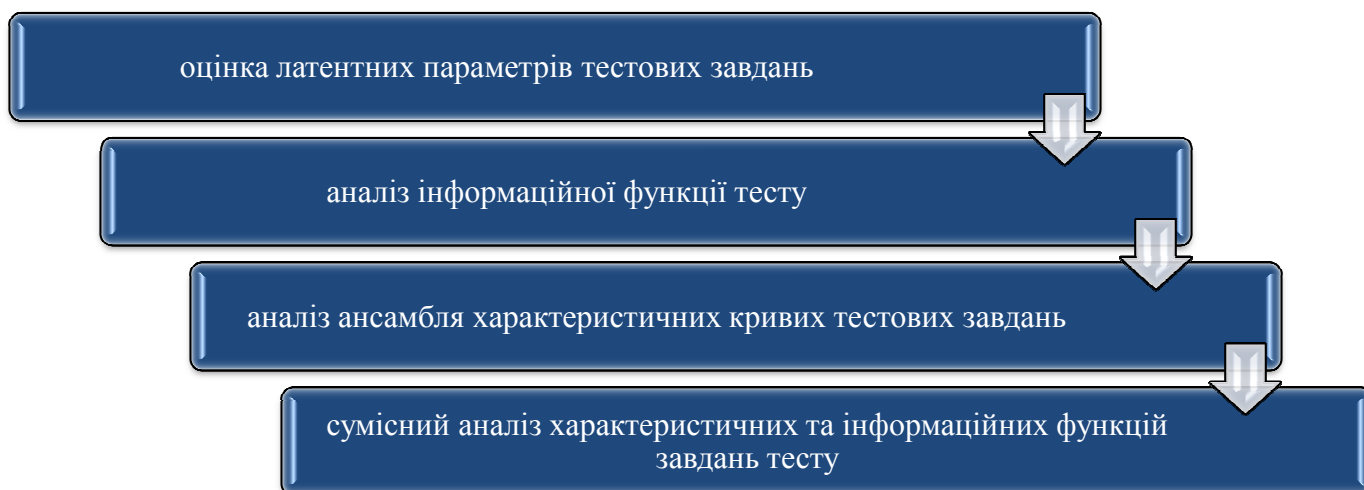 оцінка латентних параметрів тестових завдань
аналіз інформаційної функції тесту
аналіз ансамбля характеристичних кривих тестових завдань
сумісний аналіз характеристичних та інформаційних функцій
завдань тесту